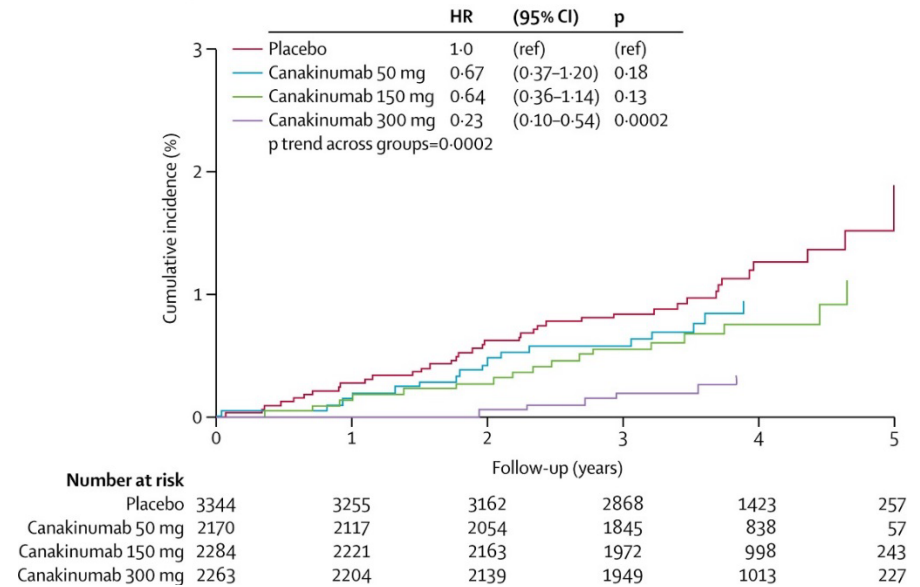 HR (95% CI) p
Placebo 1·0 (ref) (ref)
Canakinumab 50 mg 0·67 (0·37–1·20) 0·18
Canakinumab 150 mg 0·64 (0·36–1·14) 0·13
Canakinumab 300 mg 0·23 (0·10–0·54) 0·0002
p trend across groups=0·0002
Cumulative incidence (%)
3
2
1
0
0 1 2 3 4 5
Follow-up (years)
Number at risk
Placebo 3344 3255 3162 2868 1423 257
Canakinumab 50 mg 2170 2117 2054 1845 838 57
Canakinumab 150 mg 2284 2221 2163 1972 998 243
Canakinumab 300 mg 2263 2204 2139 1949 1013 227